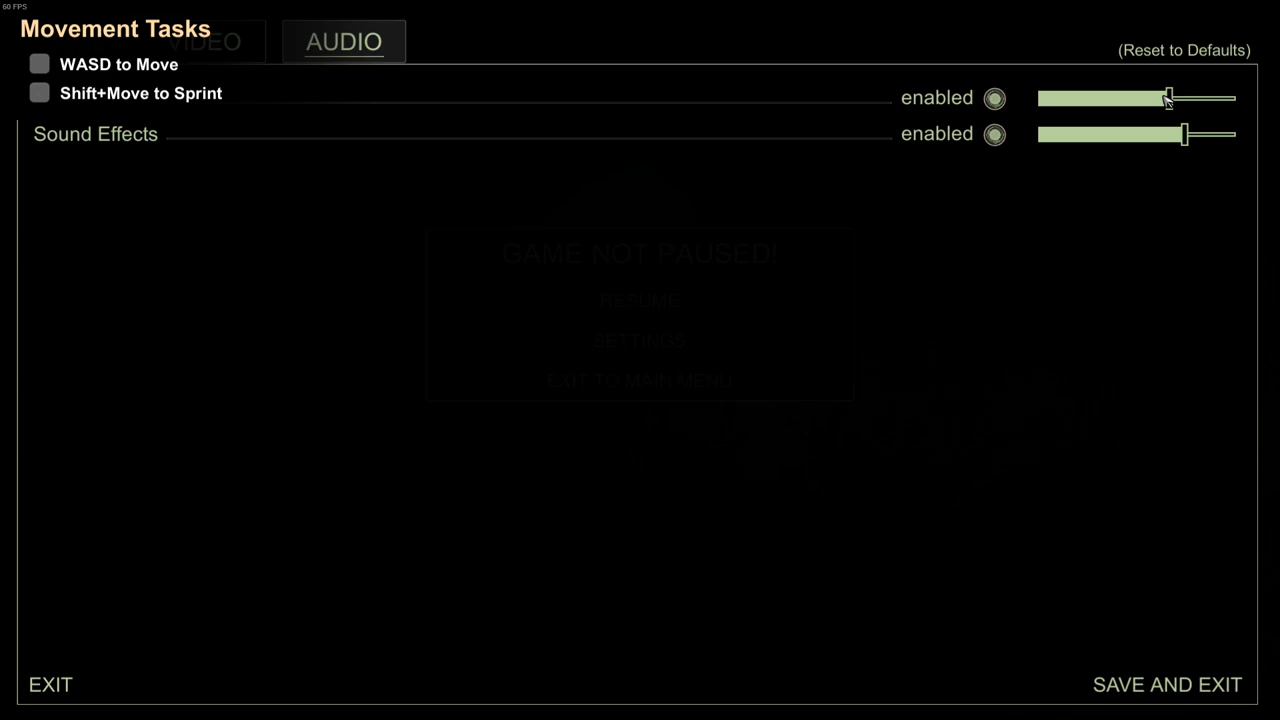 60 FPS
Movement Tasks
VIDEO
AUDIO
(Reset to Defaults)
WASD to Move
Shift+Move to Sprint
enabled
Sound Effects
enabled
GAME NOT PAUSED!
RESUME
SETTINGS
EXIT TO MAIN MENU
EXIT
SAVE AND EXIT